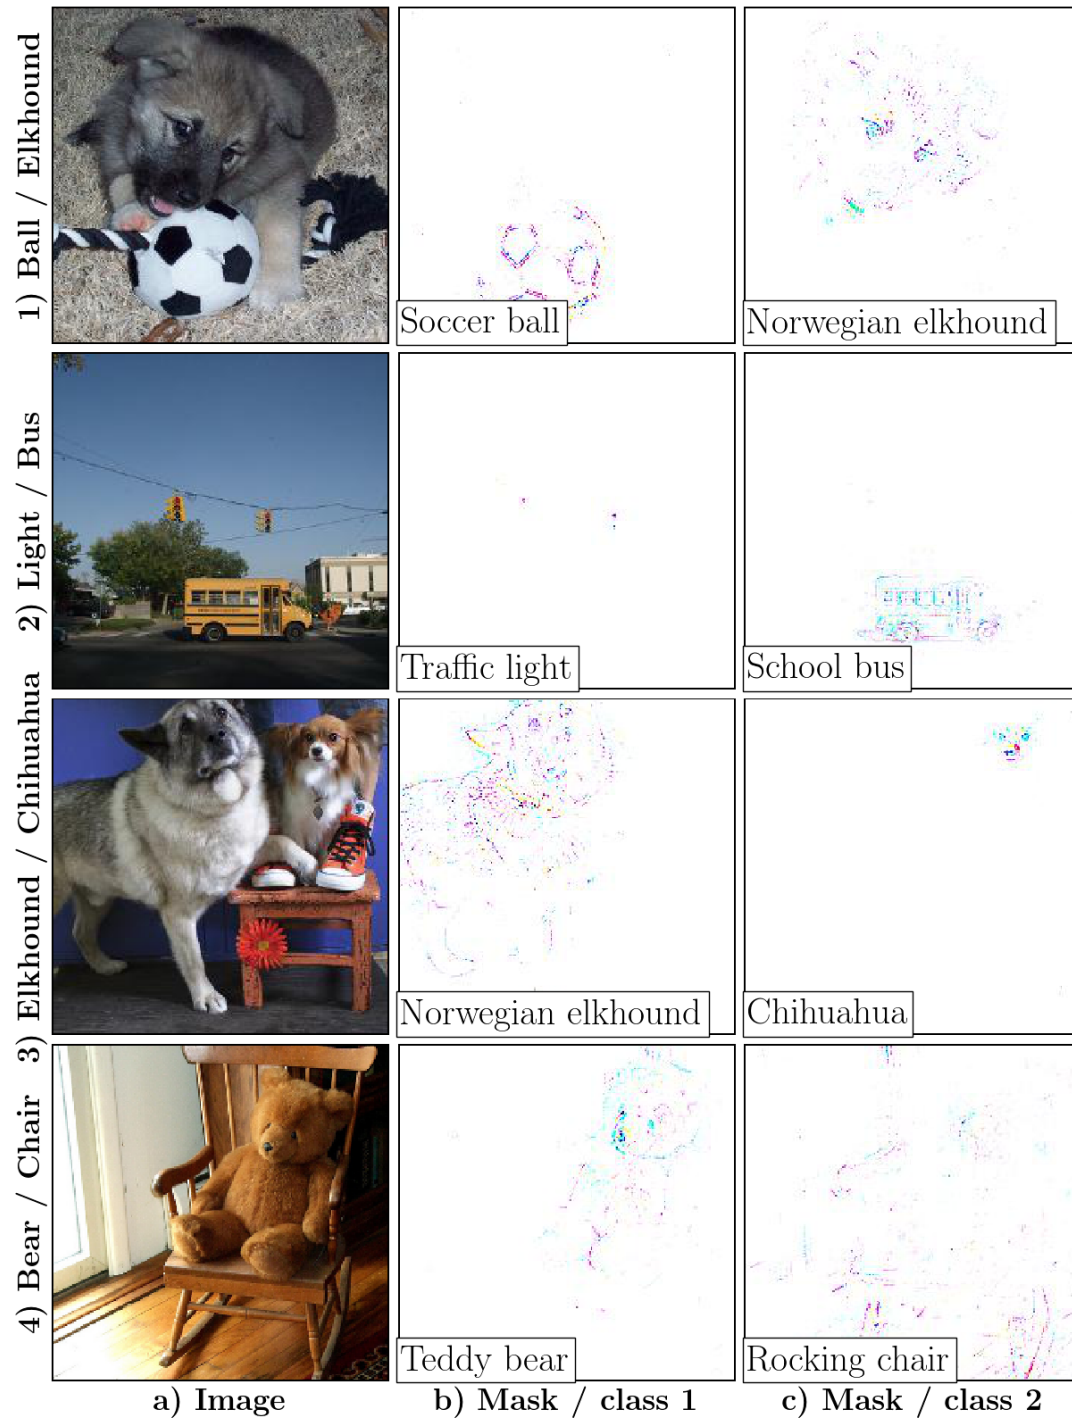 1) Ball / Elkhound
Soccer ball
Norwegian elkhound
2) Light / Bus
Traffic light
School bus
3) Elkhound / Chihuahua
Norwegian elkhound
Chihuahua
4) Bear / Chair
Teddy bear
Rocking chair
a) Image
b) Mask / class 1
c) Mask / class 2